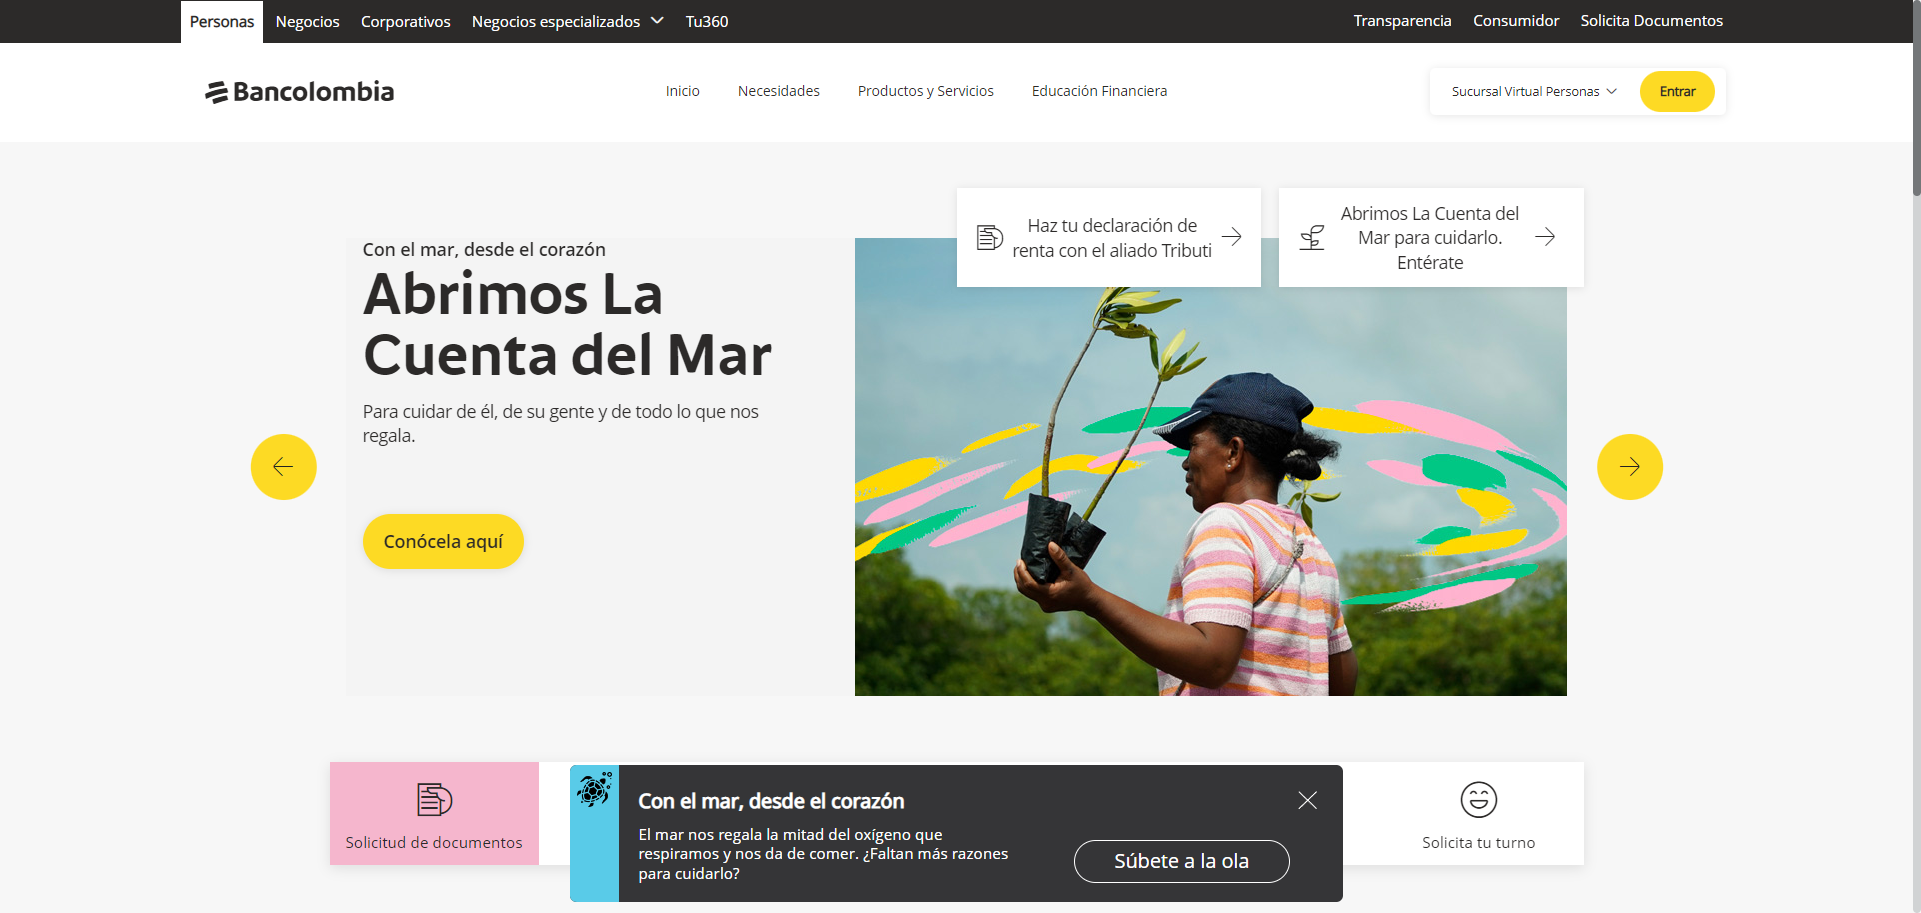 Personas Negocios Corporativos Negocios especializados Tu360 Transparencia Consumidor Solicita Documentos
Bancolombia Inicio Necesidades Productos y Servicios Educación Financiera Sucursal Virtual Personas Entrar
Haz tu declaración de
renta con el aliado Tributi
Abrimos La Cuenta del
Mar para cuidarlo.
Entérate
Con el mar, desde el corazón
Abrimos La
Cuenta del Mar
Para cuidar de él, de su gente y de todo lo que nos
regala.
Conócela aquí
Solicitud de documentos
Con el mar, desde el corazón
El mar nos regala la mitad del oxígeno que
respiramos y nos da de comer. ¿Faltan más razones
para cuidarlo?
Súbete a la ola
Solicita tu turno